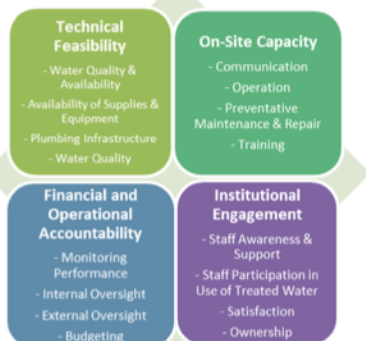 Technical
Feasibility
- Water Quality &
Availability
- Availability of Supplies &
Equipment
- Plumbing Infrastructure
- Water Quality
On-Site Capacity
- Communication
- Operation
- Preventative
Maintenance & Repair
- Training
Financial and
Operational
Accountability
- Monitoring
Performance
- Internal Oversight
- External Oversight
- Budgeting
Institutional
Engagement
- Staff Awareness &
Support
- Staff Participation in
Use of Treated Water
- Satisfaction
- Ownership